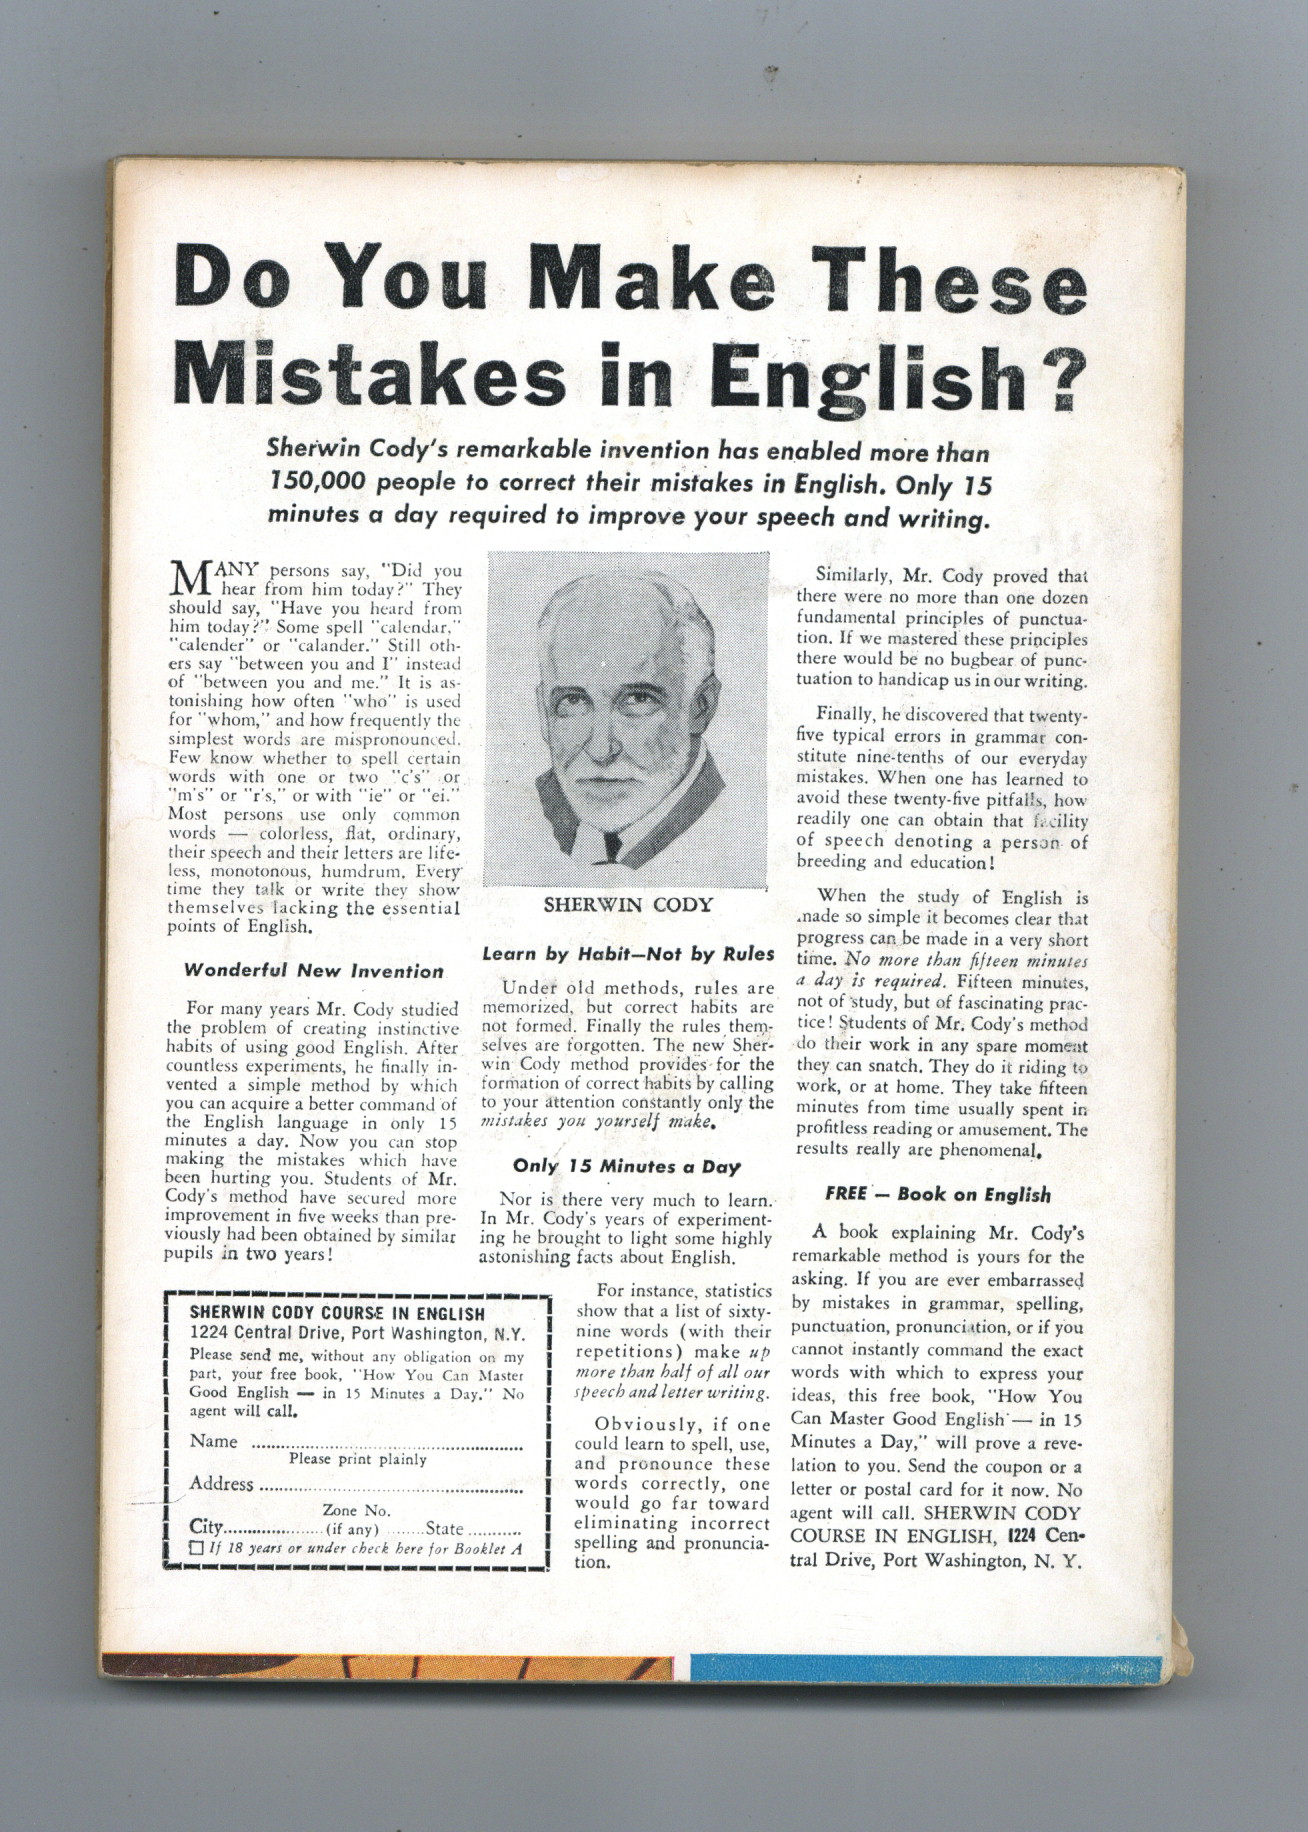 Do You Make These
Mistakes in English?
Sherwin Cody's remarkable invention has enabled more than
150,000 people to correct their mistakes in English. Only 15
minutes a day required to improve your speech and writing.
MANY persons say, "Did you
hear from him today?" They
should say, "Have you heard from
him today?" Some spell "calendar,"
"calender" or "calander." Still oth-
ers say "between you and I" instead
of "between you and me." It is as-
tonishing how often "who" is used
for "whom," and how frequently the
simplest words are mispronounced.
Few know whether to spell certain
words with one or two "c's" or
"m's" or "r's," or with "ie" or "ei."
Most persons use only common
words — colorless, flat, ordinary,
their speech and their letters are life-
less, monotonous, humdrum. Every
time they talk or write they show
themselves lacking the essential
points of English.
Wonderful New Invention
For many years Mr. Cody studied
the problem of creating instinctive
habits of using good English. After
countless experiments, he finally in-
vented a simple method by which
you can acquire a better command of
the English language in only 15
minutes a day. Now you can stop
making the mistakes which have
been hurting you. Students of Mr.
Cody's method have secured more
improvement in five weeks than pre-
viously had been obtained by similar
pupils in two years!
SHERWIN CODY
Learn by Habit—Not by Rules
Under old methods, rules are
memorized, but correct habits are
not formed. Finally the rules them-
selves are forgotten. The new Sher-
win Cody method provides for the
formation of correct habits by calling
to your attention constantly only the
mistakes you yourself make.
Only 15 Minutes a Day
Nor is there very much to learn.
In Mr. Cody's years of experiment-
ing he brought to light some highly
astonishing facts about English.
For instance, statistics
show that a list of sixty-
nine words (with their
repetitions) make up
more than half of all our
speech and letter writing.
Obviously, if one
could learn to spell, use,
and pronounce these
words correctly, one
would go far toward
eliminating incorrect
spelling and pronuncia-
tion.
Similarly, Mr. Cody proved that
there were no more than one dozen
fundamental principles of punctua-
tion. If we mastered these principles
there would be no bugbear of punc-
tuation to handicap us in our writing.
Finally, he discovered that twenty-
five typical errors in grammar con-
stitute nine-tenths of our everyday
mistakes. When one has learned to
avoid these twenty-five pitfalls, how
readily one can obtain that facility
of speech denoting a person of
breeding and education!
When the study of English is
made so simple it becomes clear that
progress can be made in a very short
time. No more than fifteen minutes
a day is required. Fifteen minutes,
not of study, but of fascinating prac-
tice! Students of Mr. Cody's method
do their work in any spare moment
they can snatch. They do it riding to
work, or at home. They take fifteen
minutes from time usually spent in
profitless reading or amusement. The
results really are phenomenal.
FREE — Book on English
A book explaining Mr. Cody's
remarkable method is yours for the
asking. If you are ever embarrassed
by mistakes in grammar, spelling,
punctuation, pronunciation, or if you
cannot instantly command the exact
words with which to express your
ideas, this free book, "How You
Can Master Good English — in 15
Minutes a Day," will prove a reve-
lation to you. Send the coupon or a
letter or postal card for it now. No
agent will call. SHERWIN CODY
COURSE IN ENGLISH, 1224 Cen-
tral Drive, Port Washington, N. Y.
SHERWIN CODY COURSE IN ENGLISH
1224 Central Drive, Port Washington, N.Y.
Please send me, without any obligation on my
part, your free book, "How You Can Master
Good English — in 15 Minutes a Day." No
agent will call.
Name ..........
Please print plainly
Address ..........
Zone No.
City.......... (if any) ........State ..........
☐ If 18 years or under check here for Booklet A